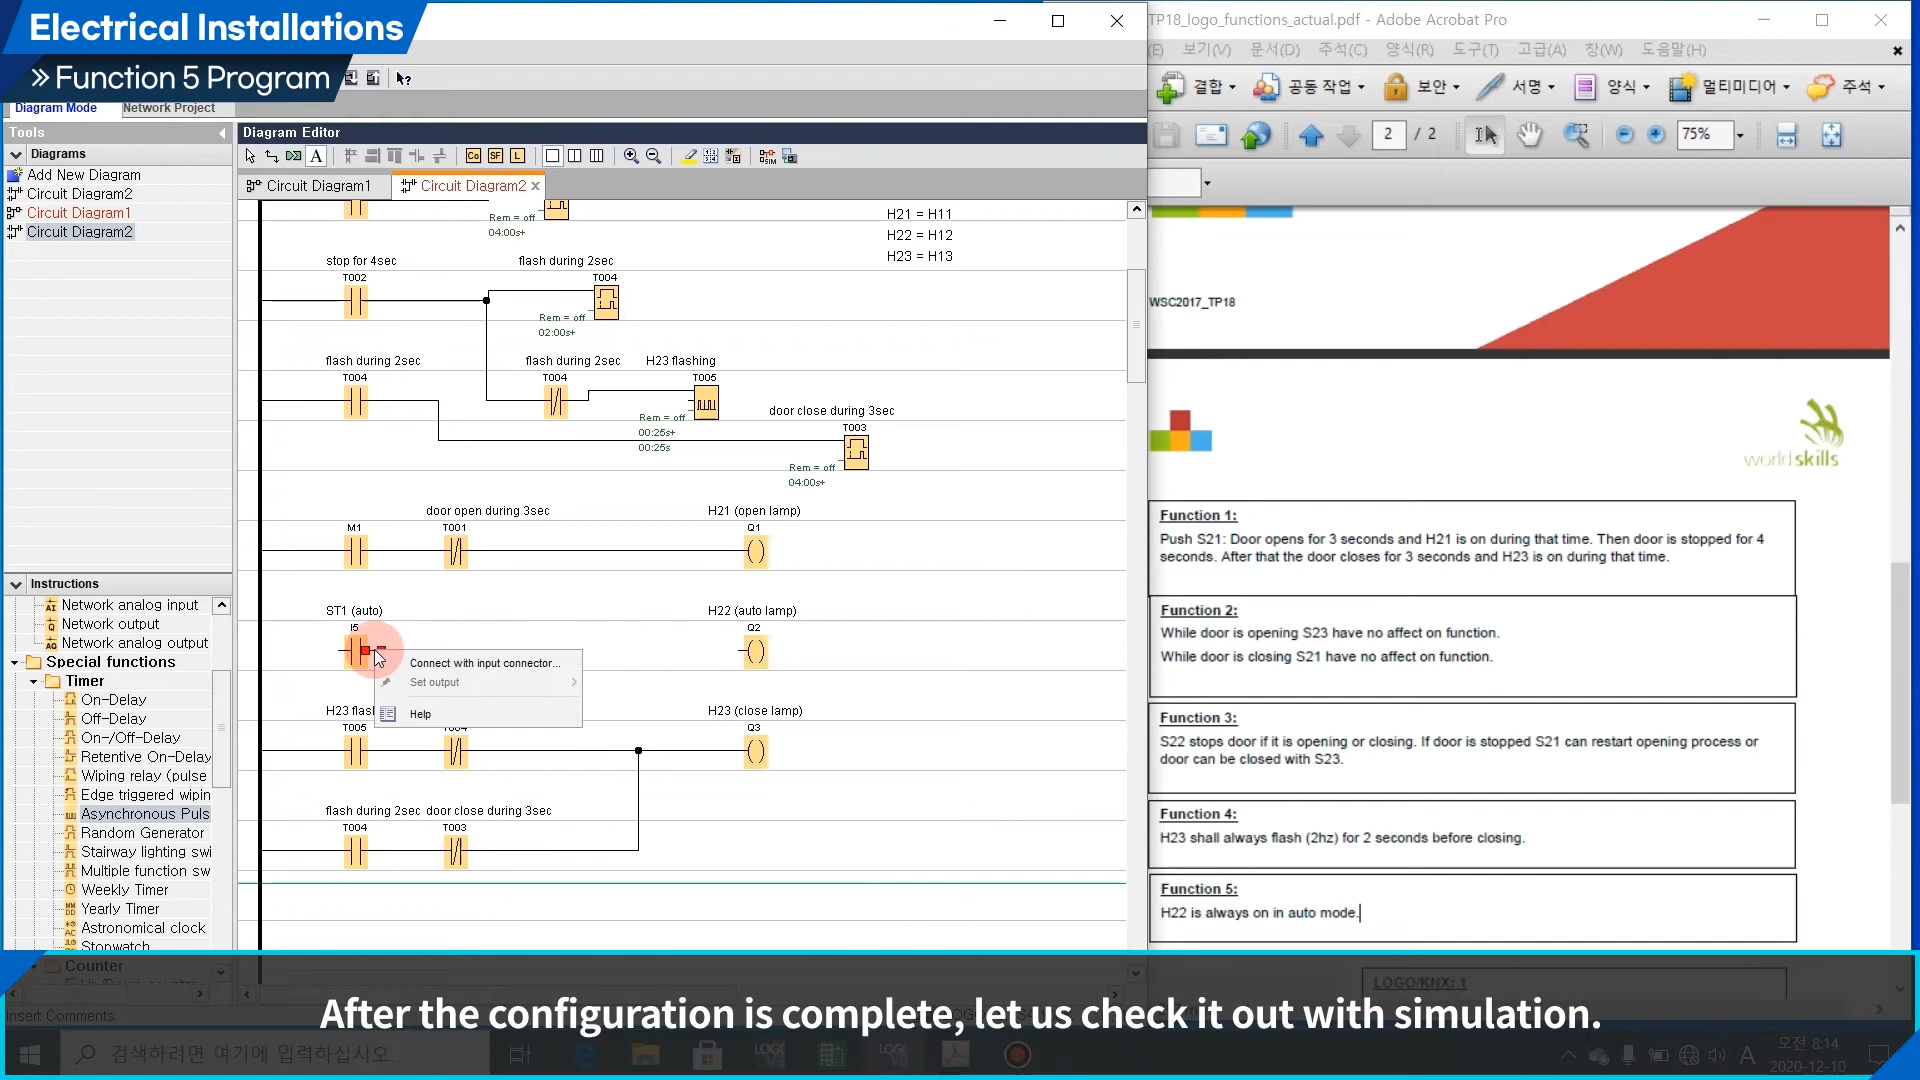 Electrical Installations
» Function 5 Program
Diagram Mode
Network Project
Tools
Diagrams
Add New Diagram
Circuit Diagram2
Circuit Diagram1
Circuit Diagram2
Instructions
Network analog input
Network output
Network analog output
Special functions
Timer
On-Delay
Off-Delay
On-/Off-Delay
Retentive On-Delay
Wiping relay (pulse
Edge triggered wipin
Asynchronous Puls
Random Generator
Stairway lighting swi
Multiple function sw
Weekly Timer
Yearly Timer
Astronomical clock
Stopwatch
Counter
Insert Comments
Diagram Editor
Co SF L
Circuit Diagram1
Circuit Diagram2
Rem = off
04:00s+
H21 = H11
H22 = H12
H23 = H13
stop for 4sec
flash during 2sec
T002
T004
Rem = off
02:00s+
flash during 2sec
flash during 2sec
H23 flashing
T004
T004
T005
Rem = off
00:25s+
00:25s
door close during 3sec
T003
Rem = off
04:00s+
door open during 3sec
H21 (open lamp)
M1
T001
Q1
ST1 (auto)
H22 (auto lamp)
I5
Q2
Connect with input connector...
Set output
Help
H23 flas
H23 (close lamp)
T005
T004
Q3
flash during 2sec door close during 3sec
T004
T003
TP18_logo_functions_actual.pdf - Adobe Acrobat Pro
(E) 보기(V) 문서(D) 주석(C) 양식(R) 도구(T) 고급(A) 창(W) 도움말(H)
결합 공동 작업 보안 서명 양식 멀티미디어 주석
2 / 2 75%
WSC2017_TP18
worldskills
Function 1:
Push S21: Door opens for 3 seconds and H21 is on during that time. Then door is stopped for 4
seconds. After that the door closes for 3 seconds and H23 is on during that time.
Function 2:
While door is opening S23 have no affect on function.
While door is closing S21 have no affect on function.
Function 3:
S22 stops door if it is opening or closing. If door is stopped S21 can restart opening process or
door can be closed with S23.
Function 4:
H23 shall always flash (2hz) for 2 seconds before closing.
Function 5:
H22 is always on in auto mode.
LOGO/KNX: 1
After the configuration is complete, let us check it out with simulation.
검색하려면 여기에 입력하십시오.
A
오전 8:14
2020-12-10